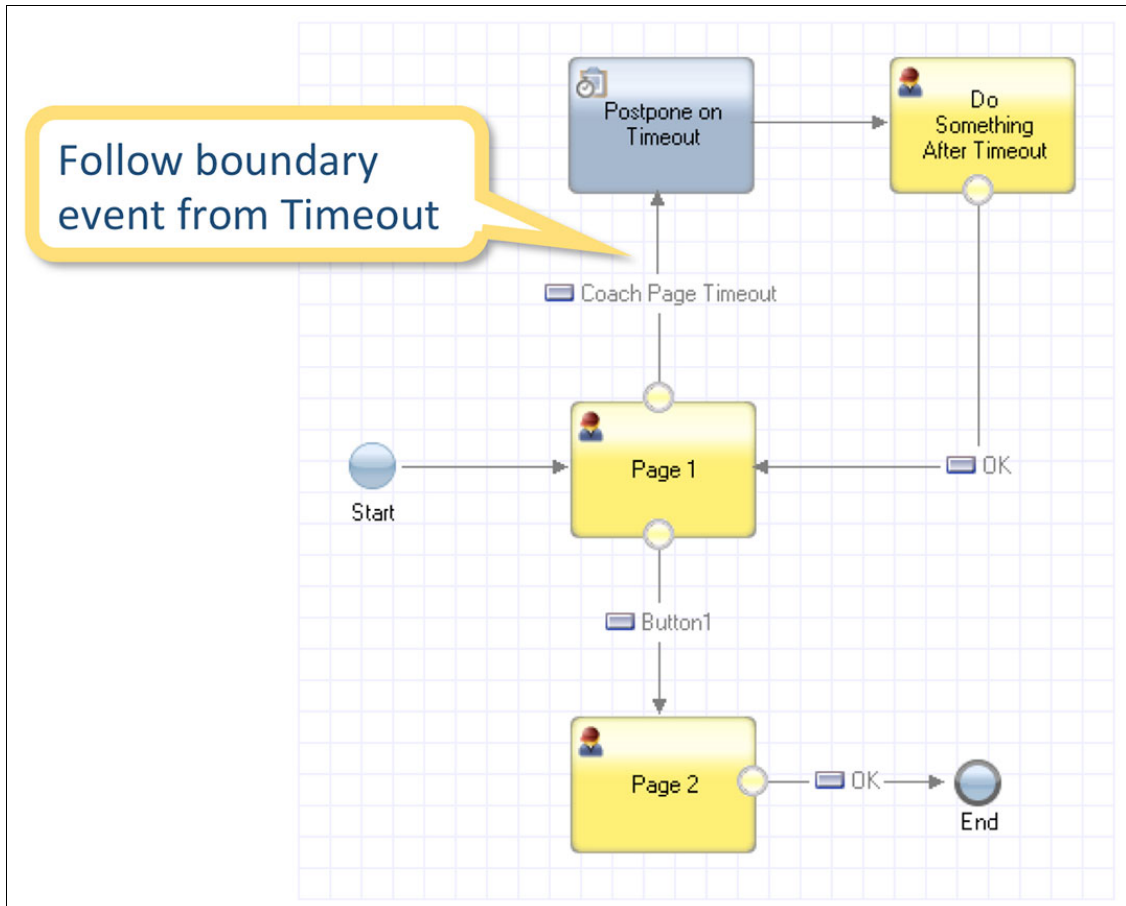 Postpone on
Timeout
Do
Something
After Timeout
Follow boundary
event from Timeout
Coach Page Timeout
Start
Page 1
OK
Button1
Page 2
OK
End